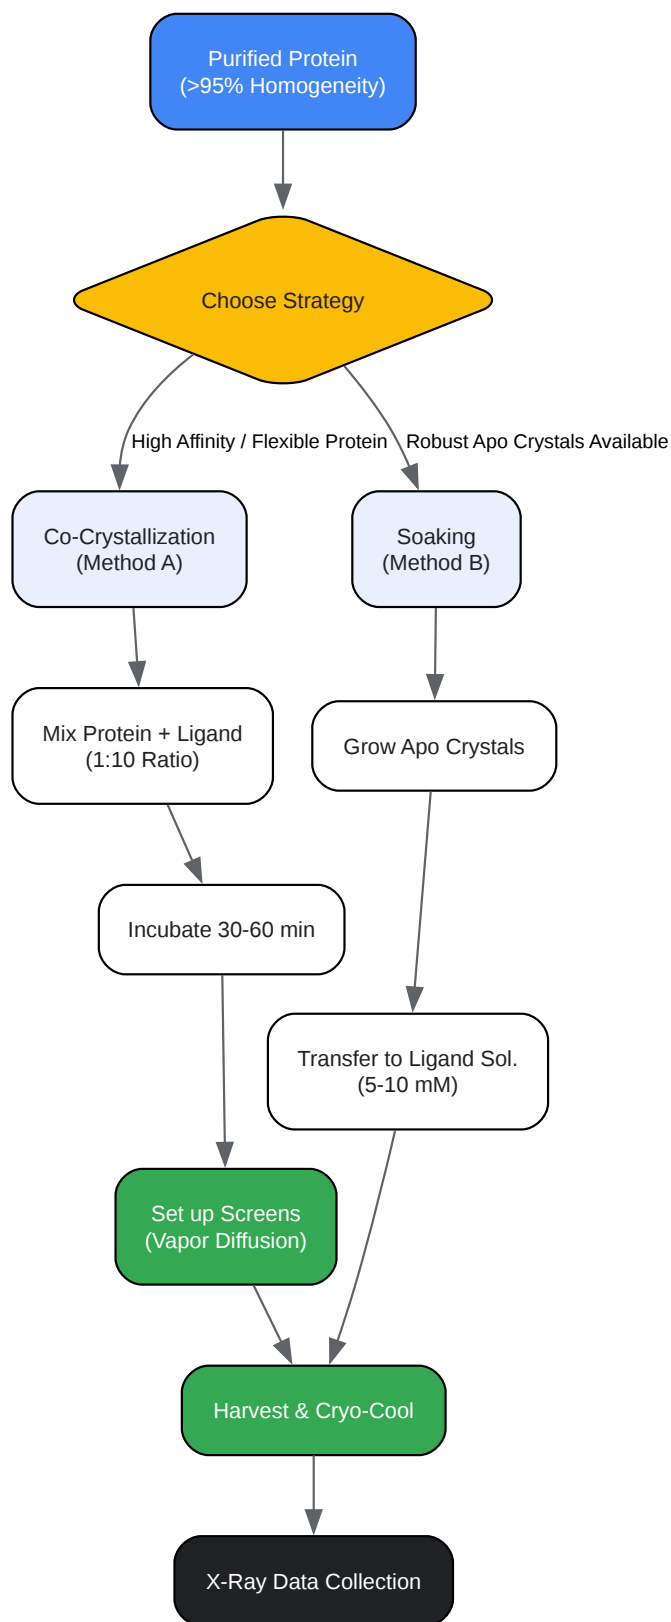 Purified Protein
(>95% Homogeneity)
Choose Strategy
High Affinity / Flexible Protein
Robust Apo Crystals Available
Co-Crystallization
(Method A)
Soaking
(Method B)
Mix Protein + Ligand
(1:10 Ratio)
Grow Apo Crystals
Incubate 30-60 min
Transfer to Ligand Sol.
(5-10 mM)
Set up Screens
(Vapor Diffusion)
Harvest & Cryo-Cool
X-Ray Data Collection